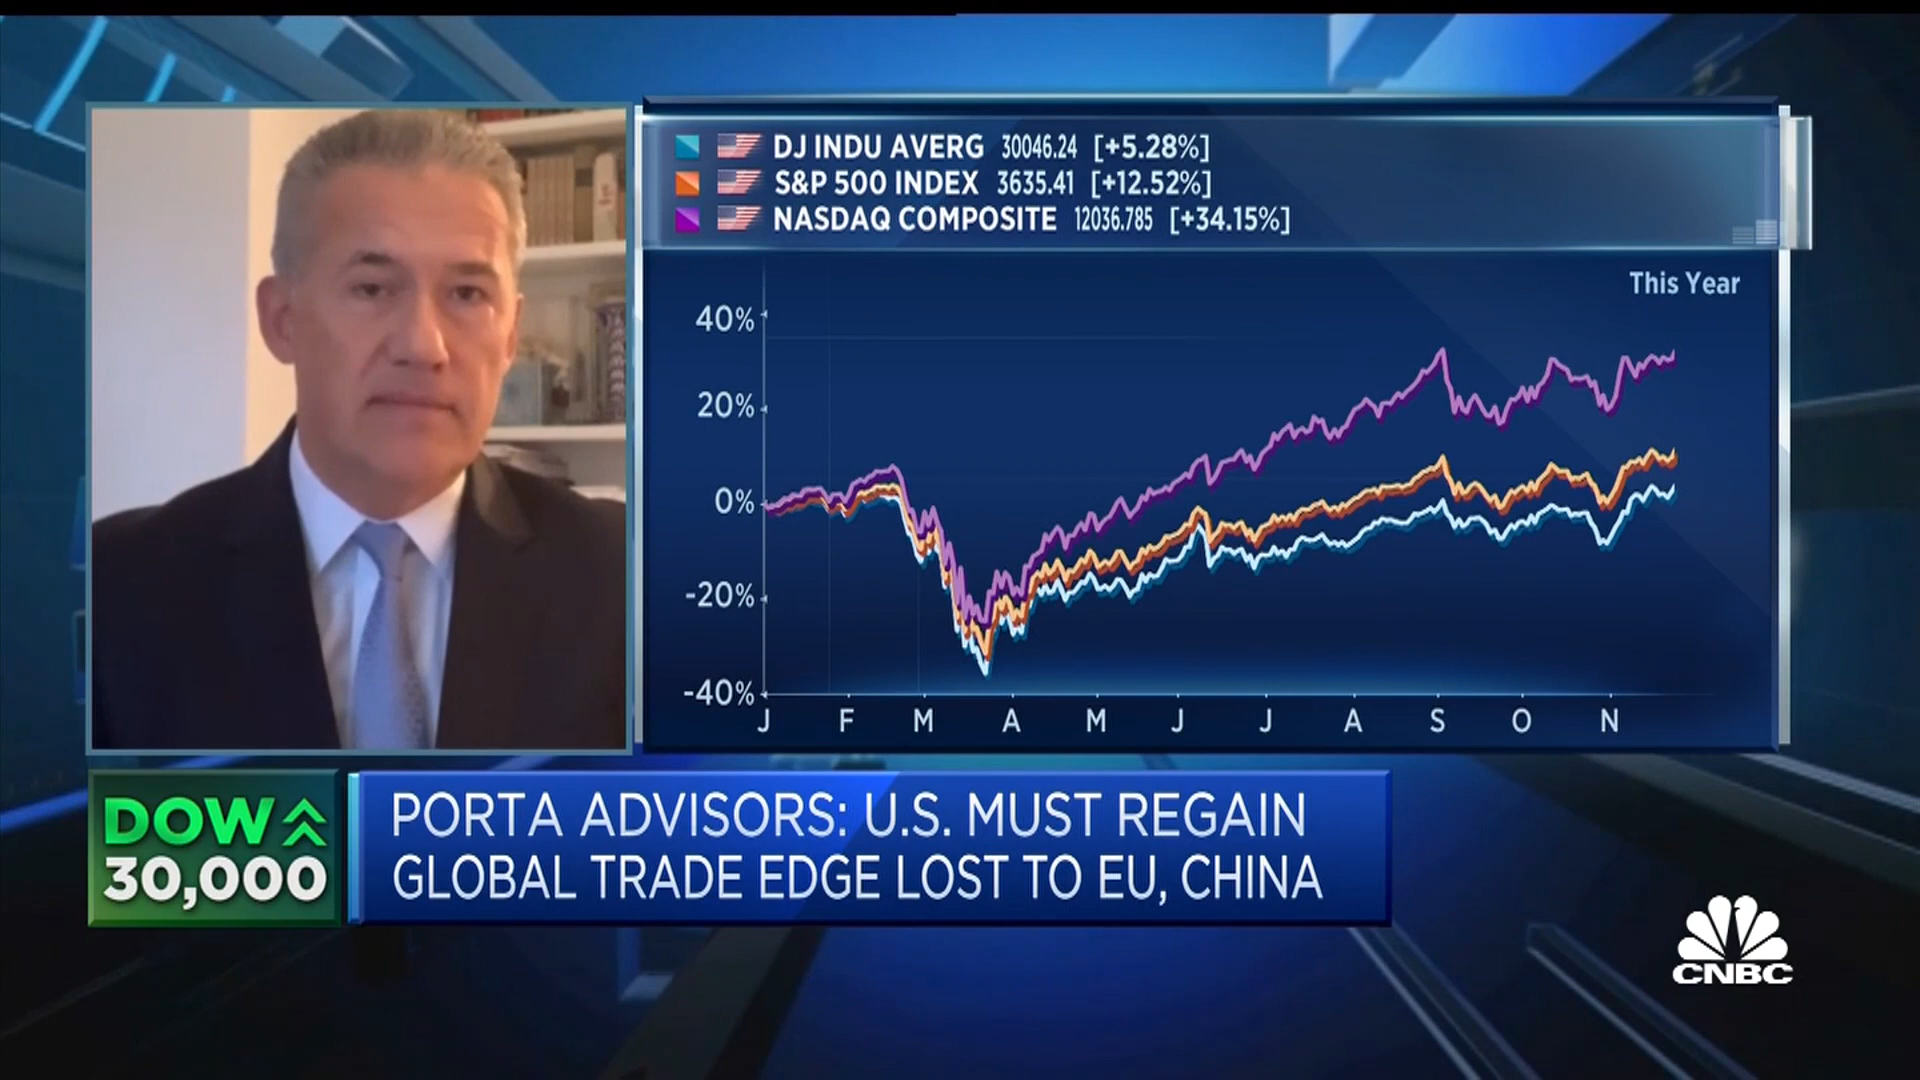 DJ INDU AVERG 30046.24 [+5.28%]
S&P 500 INDEX 3635.41 [+12.52%]
NASDAQ COMPOSITE 12036.785 [+34.15%]
This Year
40%
20%
0%
-20%
-40%
J F M A M J J A S O N
DOW
30,000
PORTA ADVISORS: U.S. MUST REGAIN
GLOBAL TRADE EDGE LOST TO EU, CHINA
CNBC